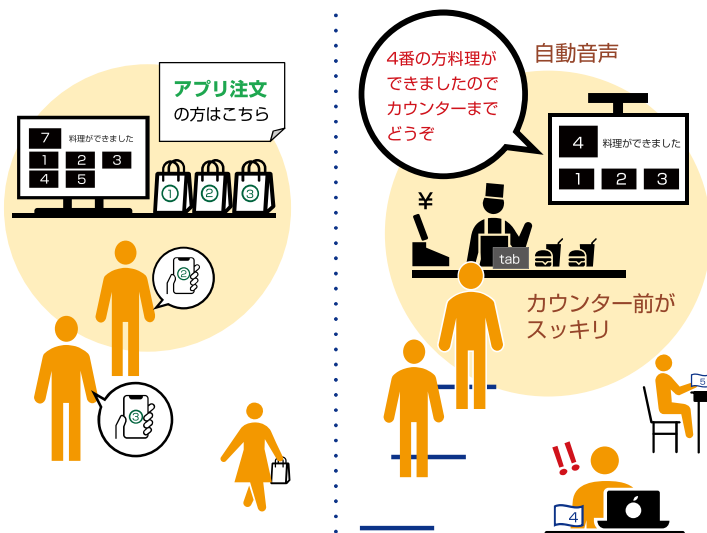 アプリ注文
の方はこちら
7 料理ができました
1 2 3
4 5
① ② ③
②
③
4番の方料理が
できましたので
カウンターまで
どうぞ
自動音声
4 料理ができました
1 2 3
¥
tab
カウンター前が
スッキリ
5
!!
4